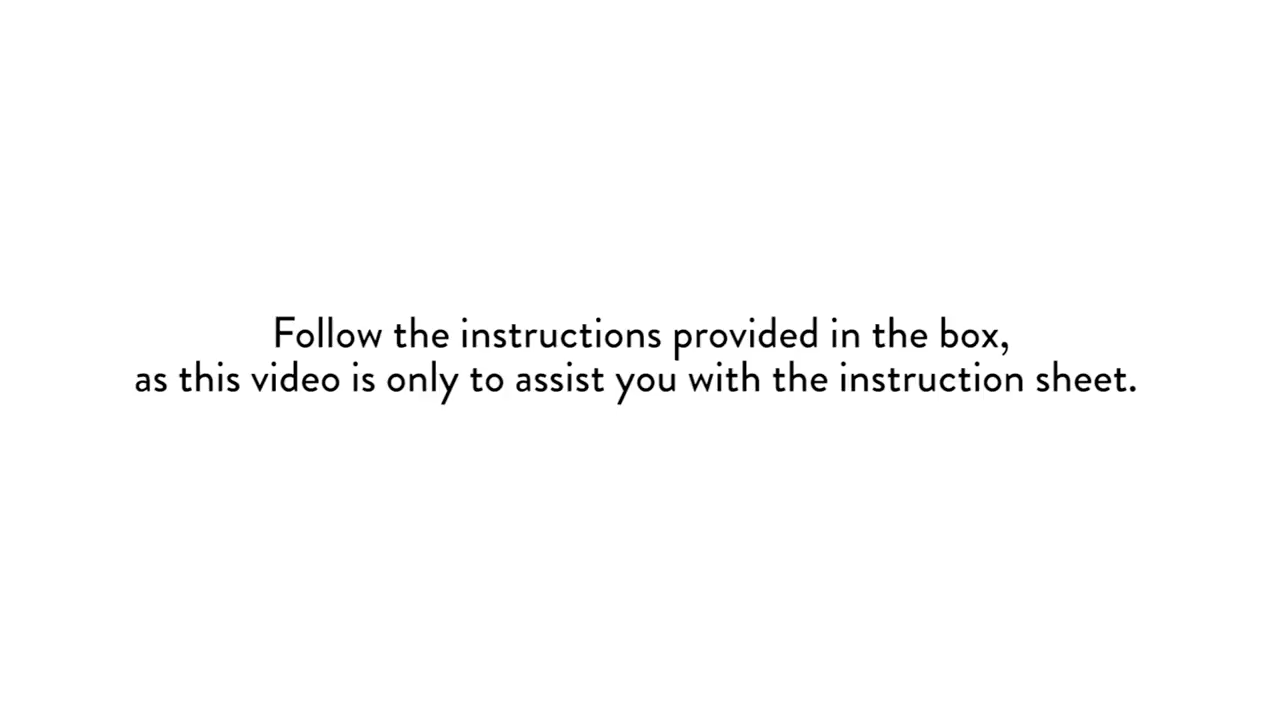 Follow the instructions provided in the box,
as this video is only to assist you with the instruction sheet.